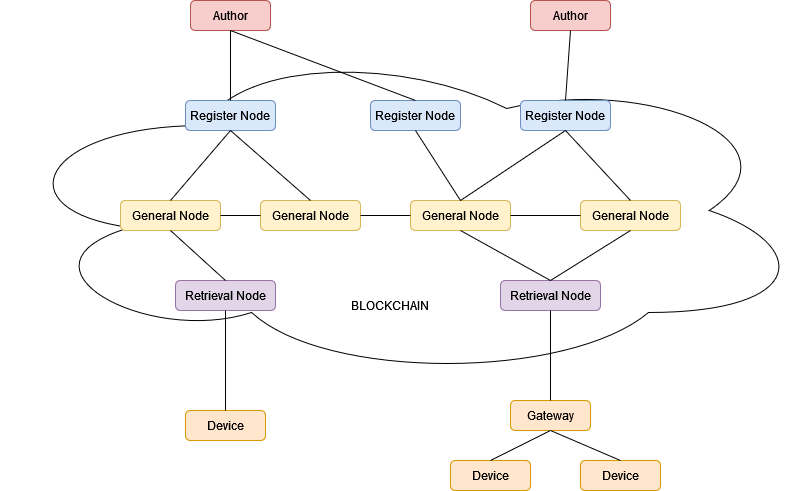 Author
Author
Register Node
Register Node
Register Node
General Node
General Node
General Node
General Node
Retrieval Node
BLOCKCHAIN
Retrieval Node
Device
Gateway
Device
Device